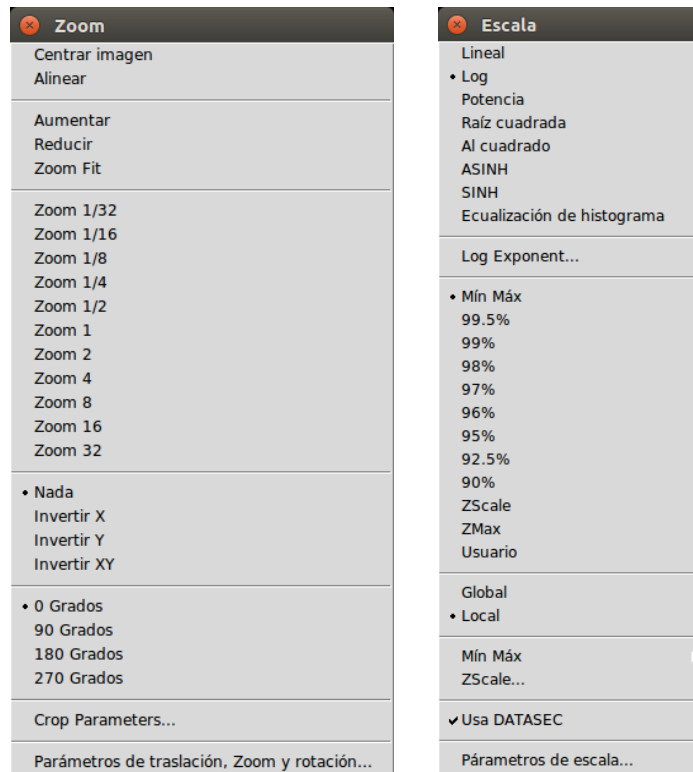 Zoom
Centrar imagen
Alinear
Aumentar
Reducir
Zoom Fit
Zoom 1/32
Zoom 1/16
Zoom 1/8
Zoom 1/4
Zoom 1/2
Zoom 1
Zoom 2
Zoom 4
Zoom 8
Zoom 16
Zoom 32
Nada
Invertir X
Invertir Y
Invertir XY
0 Grados
90 Grados
180 Grados
270 Grados
Crop Parameters...
Parámetros de traslación, Zoom y rotación...
Escala
Lineal
Log
Potencia
Raíz cuadrada
Al cuadrado
ASINH
SINH
Ecualización de histograma
Log Exponent...
Mín Máx
99.5%
99%
98%
97%
96%
95%
92.5%
90%
ZScale
ZMax
Usuario
Global
Local
Mín Máx
ZScale...
Usa DATASEC
Párametros de escala...